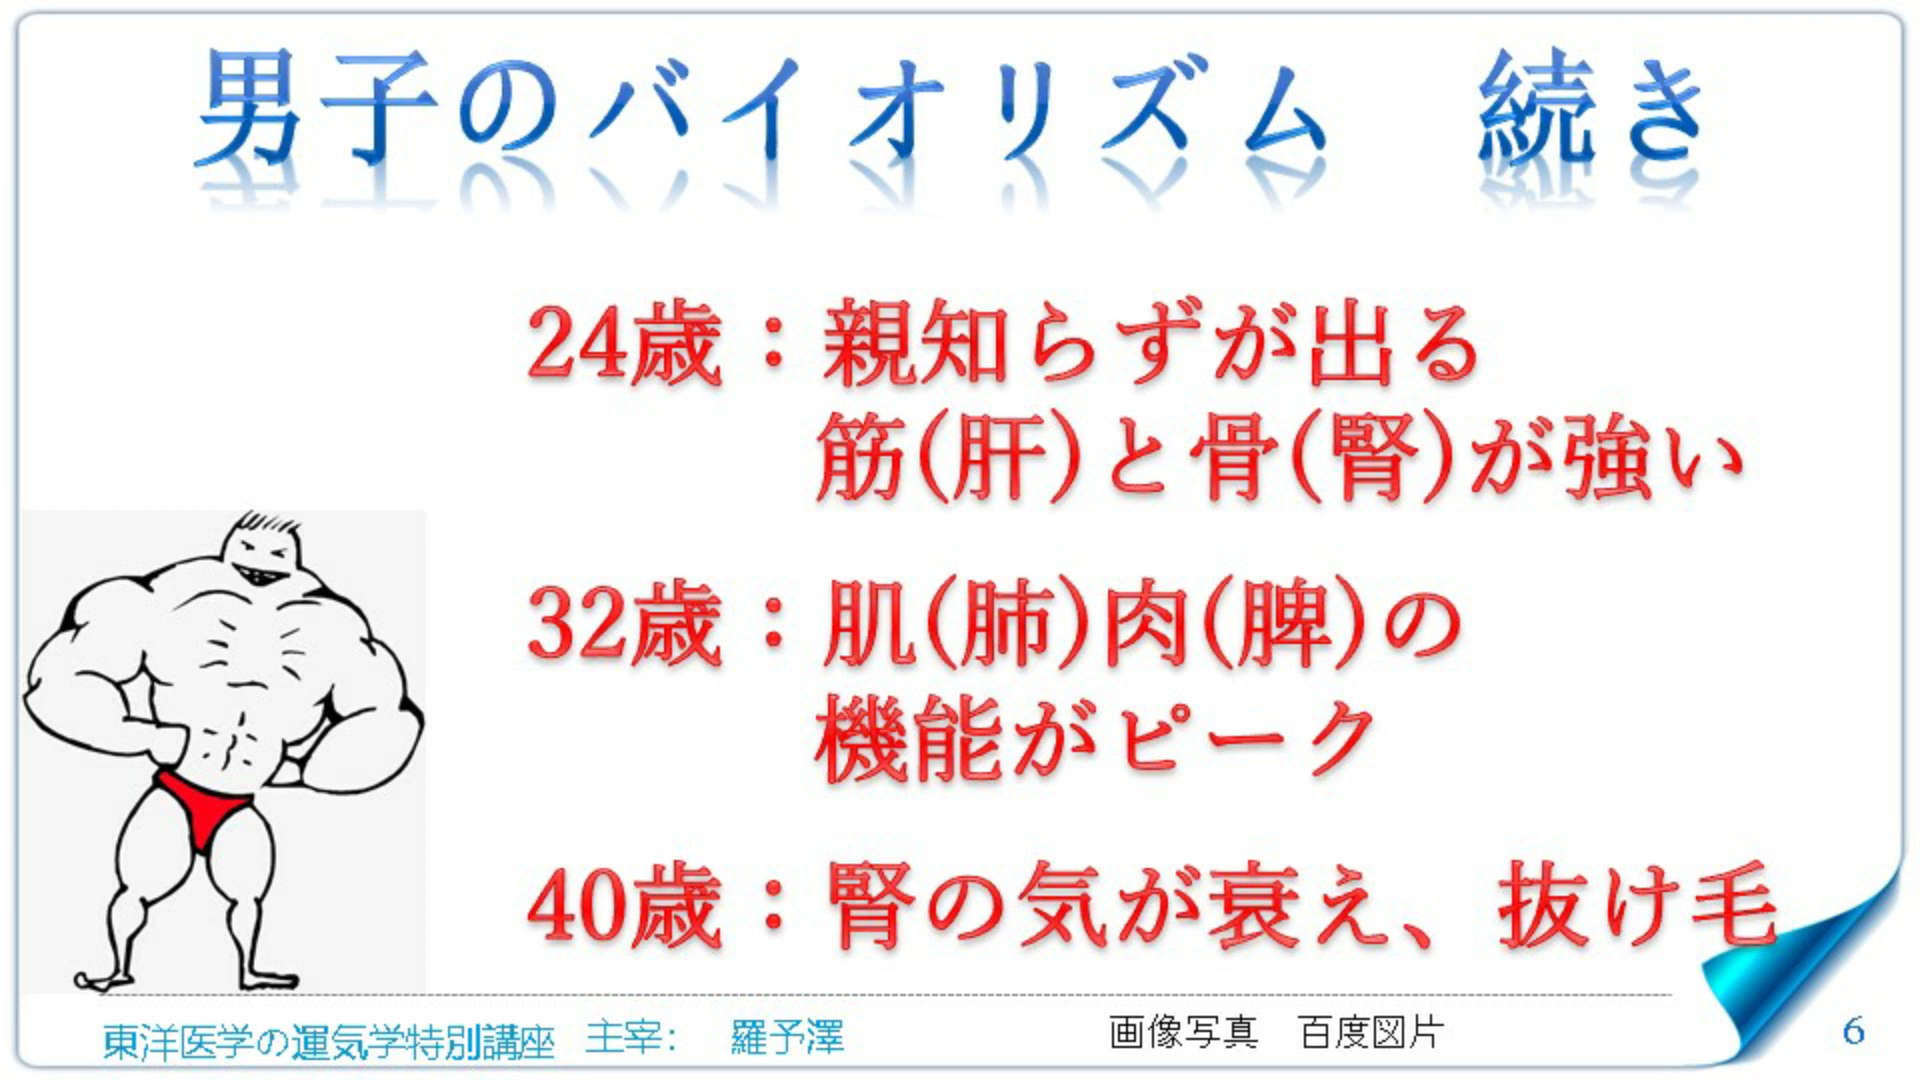 男子のバイオリズム　続き
24歳：親知らずが出る
筋(肝)と骨(腎)が強い
32歳：肌(肺)肉(脾)の
機能がピーク
40歳：腎の気が衰え、抜け毛
東洋医学の運気学特別講座　主宰：　羅予澤
画像写真　百度図片
6